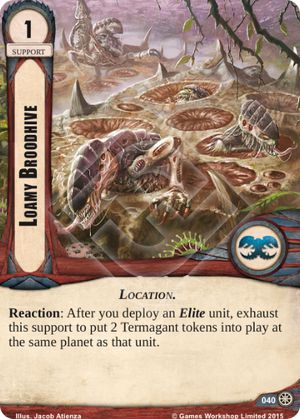 1
SUPPORT
LOAMY BROODHIVE
LOCATION.
Reaction: After you deploy an Elite unit, exhaust
this support to put 2 Termagant tokens into play at
the same planet as that unit.
040
Illus. Jacob Atienza
© Games Workshop Limited 2015